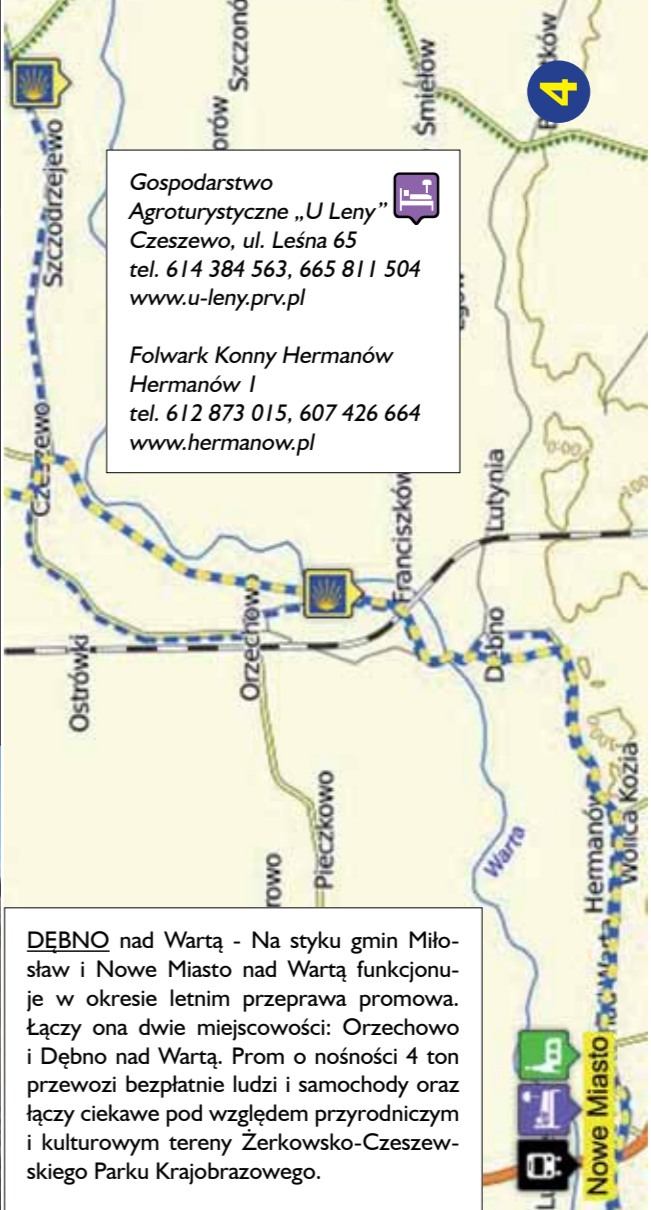 Szczodrzejewo
Śmiełów
4
Gospodarstwo
Agroturystyczne „U Leny”
Czeszewo, ul. Leśna 65
tel. 614 384 563, 665 811 504
www.u-leny.prv.pl
Folwark Konny Hermanów
Hermanów 1
tel. 612 873 015, 607 426 664
www.hermanow.pl
Czeszewo
Ostrówki
Orzechow
Franciszków
Lutynia
Dębno
Pieczkowo
Warta
Hermanów
Wolica Kozia
Nowe Miasto
nad Wartą
DĘBNO nad Wartą - Na styku gmin Miło-
sław i Nowe Miasto nad Wartą funkcjonu-
je w okresie letnim przeprawa promowa.
Łączy ona dwie miejscowości: Orzechowo
i Dębno nad Wartą. Prom o nośności 4 ton
przewozi bezpłatnie ludzi i samochody oraz
łączy ciekawe pod względem przyrodniczym
i kulturowym tereny Żerkowsko-Czeszew-
skiego Parku Krajobrazowego.